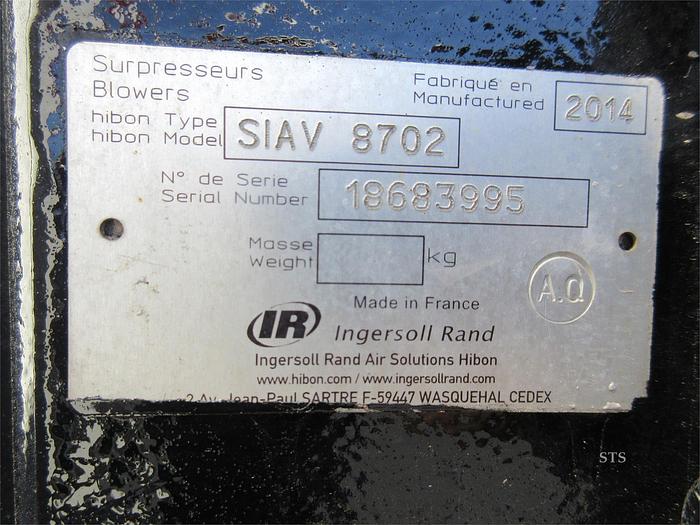 Surpresseurs
Blowers
Fabriqué en
Manufactured
2014
hibon Type
hibon Model
SIAV 8702
N° de Serie
Serial Number
18683995
Masse
Weight
kg
A.d
Made in France
IR Ingersoll Rand
Ingersoll Rand Air Solutions Hibon
www.hibon.com / www.ingersollrand.com
2 Av. Jean-Paul SARTRE F-59447 WASQUEHAL CEDEX
STS